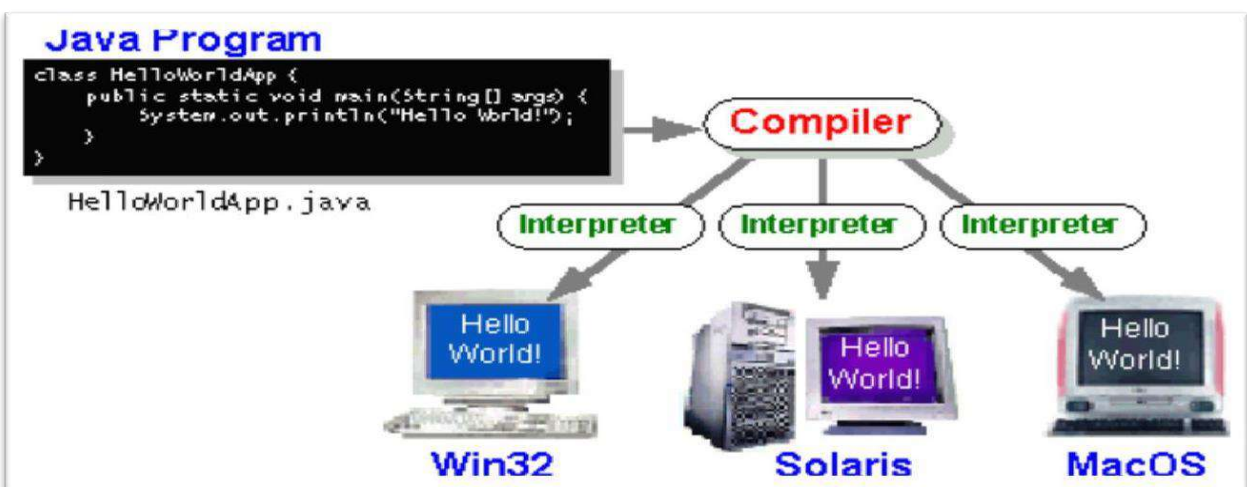 Java Program
class HelloWorldApp {
public static void main(String[] args) {
System.out.println("Hello World!");
}
}
HelloWorldApp.java
Compiler
Interpreter
Interpreter
Interpreter
Hello
World!
Hello
World!
Hello
World!
Win32
Solaris
MacOS